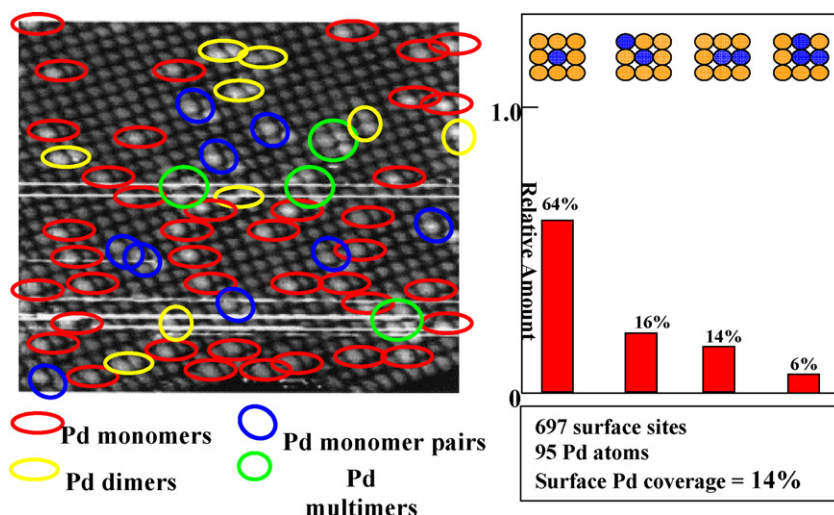 1.0
Relative Amount
64%
16%
14%
6%
0
Pd monomers
Pd monomer pairs
Pd dimers
Pd
multimers
697 surface sites
95 Pd atoms
Surface Pd coverage = 14%